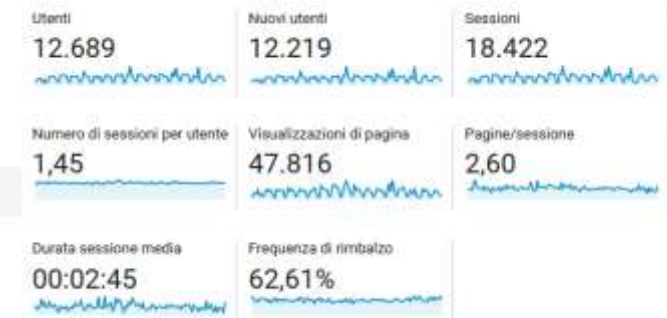 Utenti
12.689
Nuovi utenti
12.219
Sessioni
18.422
Numero di sessioni per utente
1,45
Visualizzazioni di pagina
47.816
Pagine/sessione
2,60
Durata sessione media
00:02:45
Frequenza di rimbalzo
62,61%